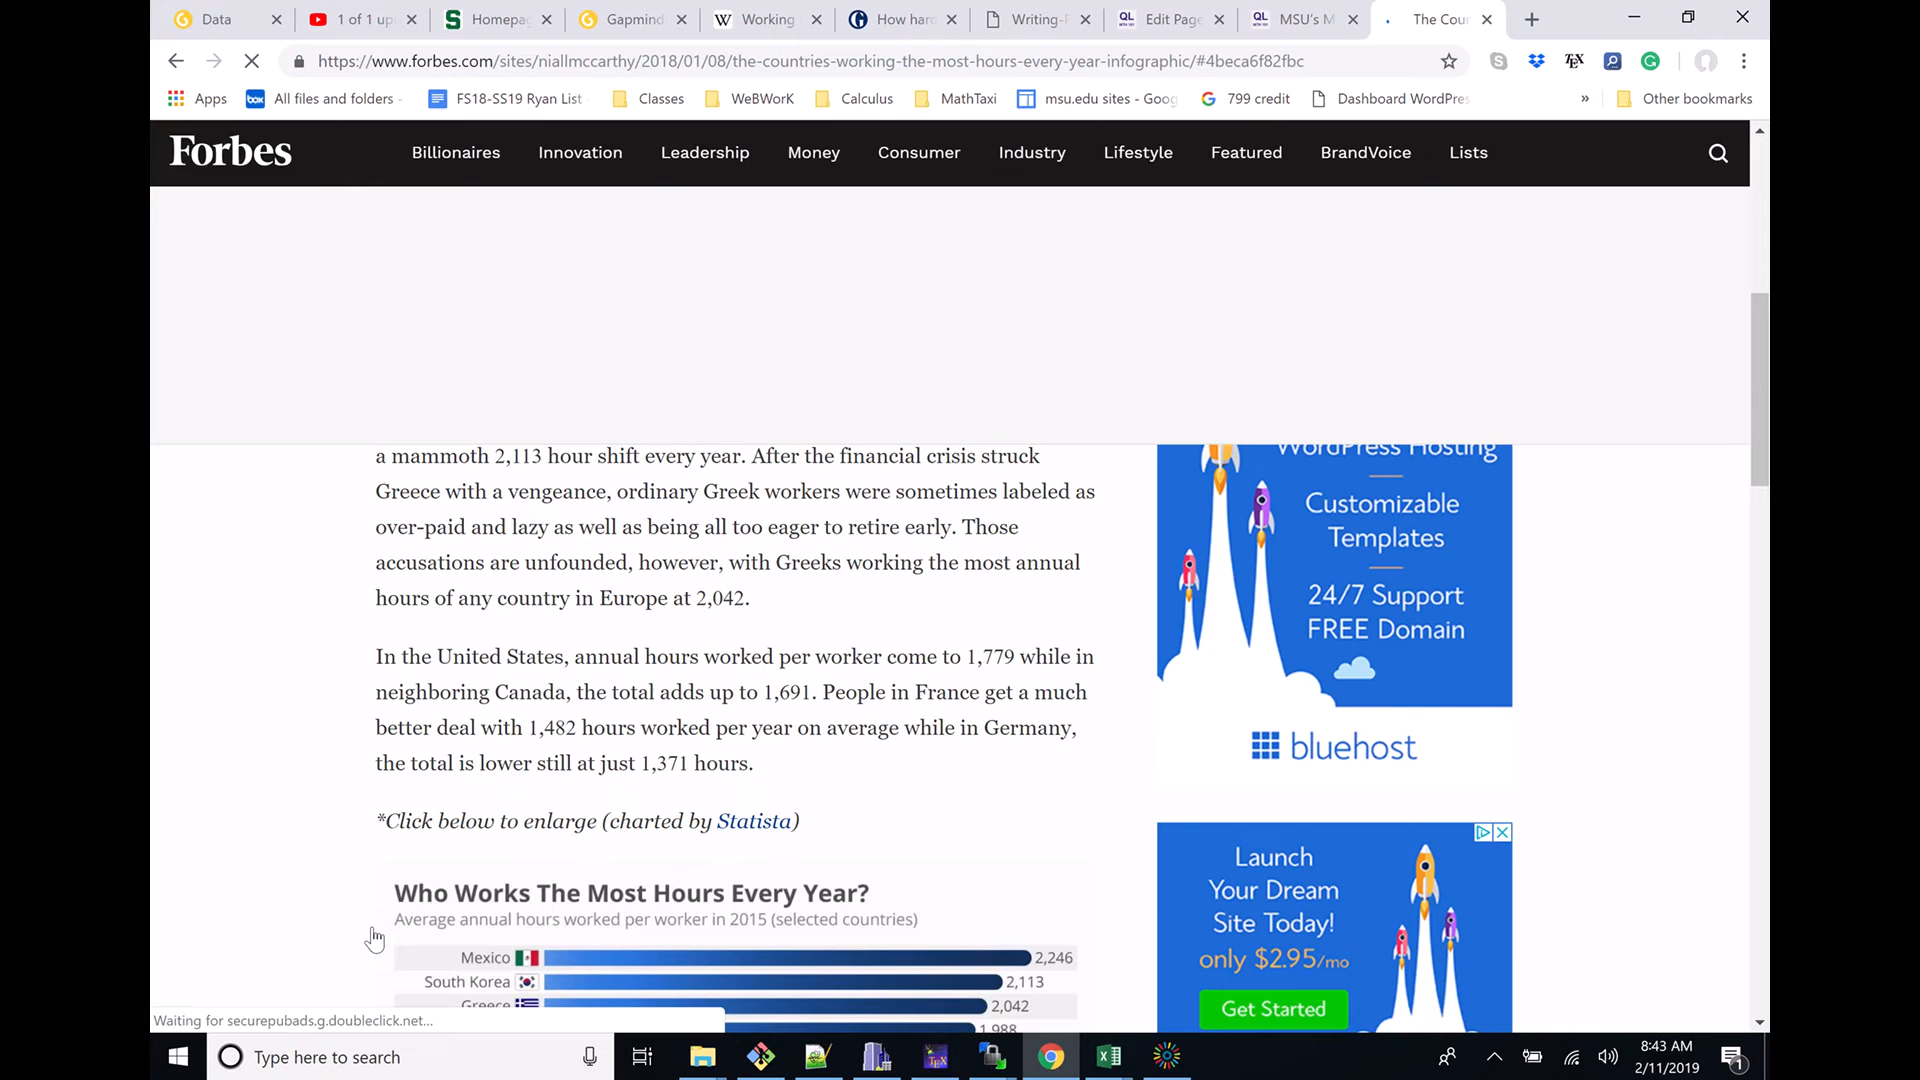 Data
1 of 1 up
Homepag
Gapmind
Working
How hard
Writing-F
Edit Page
MSU's M
The Cour
https://www.forbes.com/sites/niallmccarthy/2018/01/08/the-countries-working-the-most-hours-every-year-infographic/#4beca6f82fbc
Apps
All files and folders -
FS18-SS19 Ryan List -
Classes
WeBWorK
Calculus
MathTaxi
msu.edu sites - Goog
799 credit
Dashboard WordPres
»
Other bookmarks
Forbes
Billionaires
Innovation
Leadership
Money
Consumer
Industry
Lifestyle
Featured
BrandVoice
Lists
a mammoth 2,113 hour shift every year. After the financial crisis struck
Greece with a vengeance, ordinary Greek workers were sometimes labeled as
over-paid and lazy as well as being all too eager to retire early. Those
accusations are unfounded, however, with Greeks working the most annual
hours of any country in Europe at 2,042.
In the United States, annual hours worked per worker come to 1,779 while in
neighboring Canada, the total adds up to 1,691. People in France get a much
better deal with 1,482 hours worked per year on average while in Germany,
the total is lower still at just 1,371 hours.
*Click below to enlarge (charted by Statista)
Who Works The Most Hours Every Year?
Average annual hours worked per worker in 2015 (selected countries)
Mexico 2,246
South Korea 2,113
Greece 2,042
1,988
WordPress Hosting
Customizable
Templates
24/7 Support
FREE Domain
bluehost
Launch
Your Dream
Site Today!
only $2.95/mo
Get Started
Waiting for securepubads.g.doubleclick.net...
Type here to search
8:43 AM
2/11/2019
1